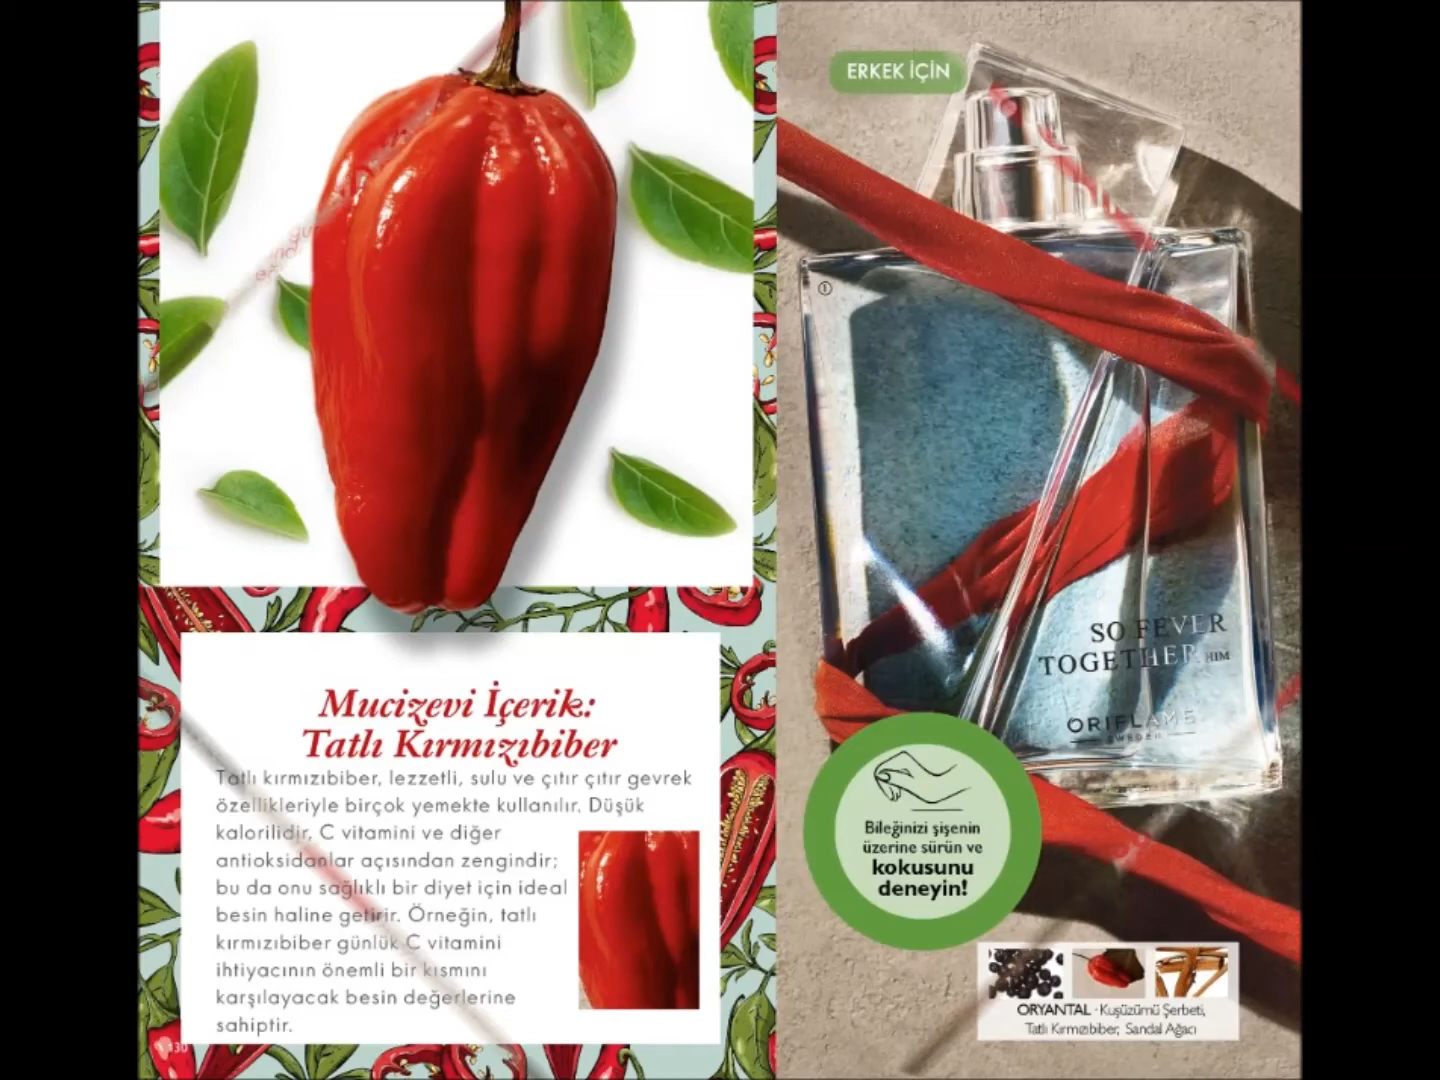 Mucizevi İçerik:
Tatlı Kırmızıbiber
Tatlı kırmızıbiber, lezzetli, sulu ve çıtır çıtır gevrek
özellikleriyle birçok yemekte kullanılır. Düşük
kalorilidir, C vitamini ve diğer
antioksidanlar açısından zengindir;
bu da onu sağlıklı bir diyet için ideal
besin haline getirir. Örneğin, tatlı
kırmızıbiber günlük C vitamini
ihtiyacının önemli bir kısmını
karşılayacak besin değerlerine
sahiptir.
130
ERKEK İÇİN
1
SO FEVER
TOGETHER HIM
ORIFLAME
SWEDEN
Bileğinizi şişenin
üzerine sürün ve
kokusunu
deneyin!
ORYANTAL · Kuşüzümü Şerbeti,
Tatlı Kırmızıbiber, Sandal Ağacı